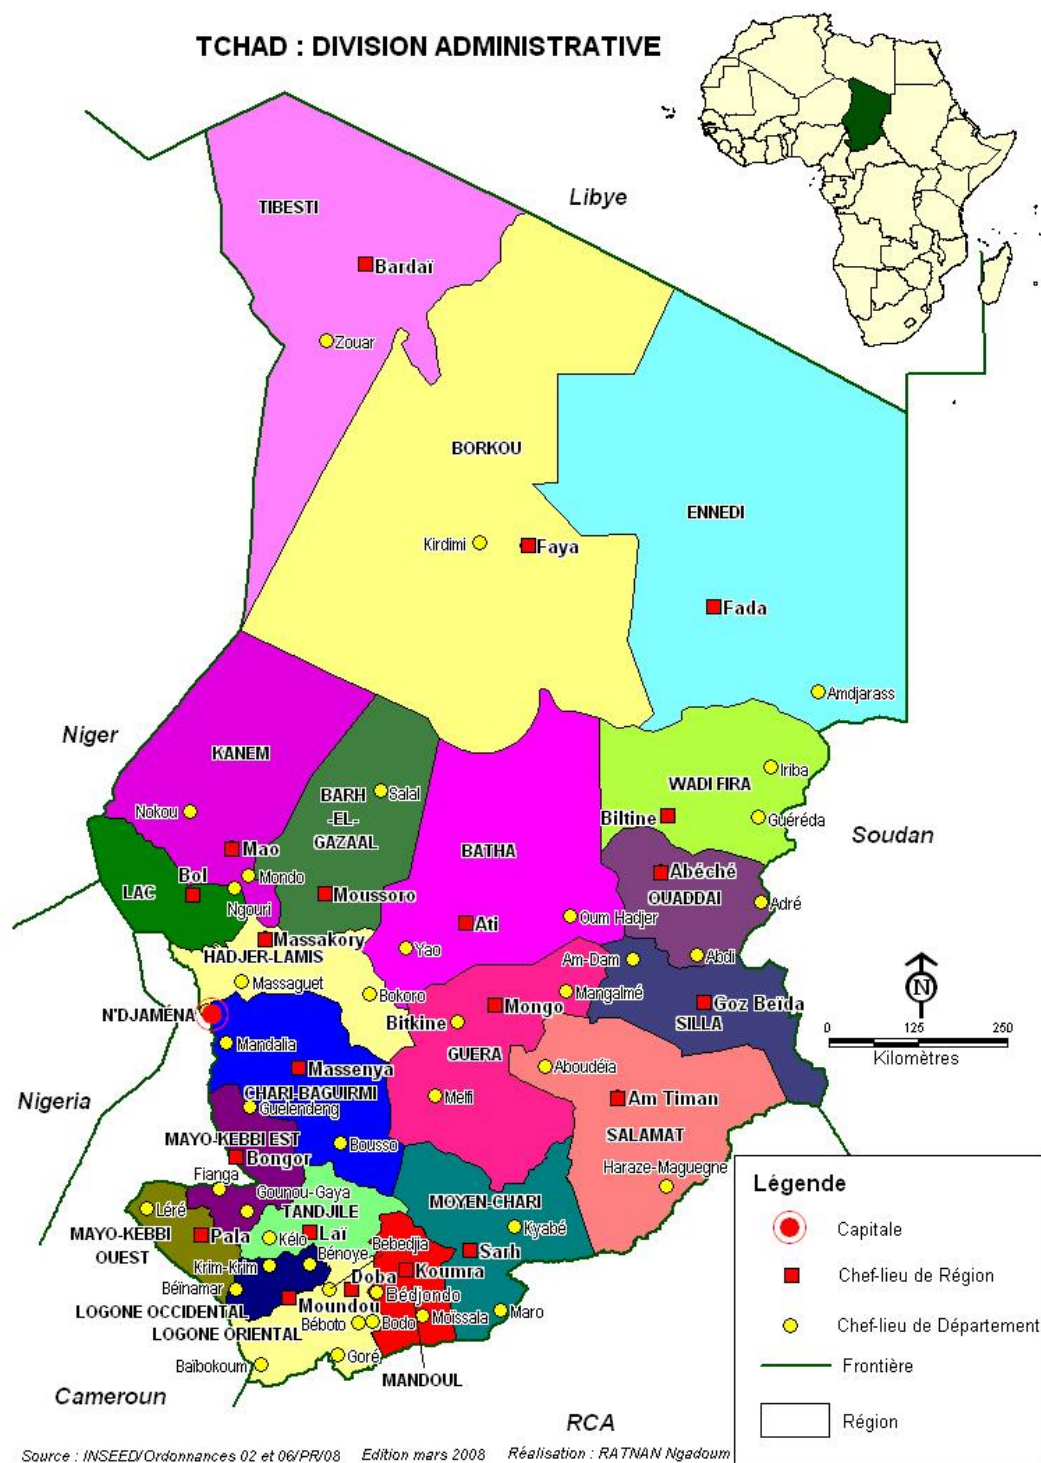 TCHAD : DIVISION ADMINISTRATIVE
Libye
TIBESTI
Bardaï
Zouar
BORKOU
Kirdimi
Faya
ENNEDI
Fada
Amdjarass
Niger
KANEM
Nokou
Mao
BARH
-EL-
GAZAAL
Salal
Moussoro
BATHA
Ati
Oum Hadjer
Yao
WADI FIRA
Iriba
Biltine
Guéréda
Soudan
LAC
Bol
Mondo
Ngouri
Abéché
OUADDAI
Adré
Abdi
Massakory
HADJER-LAMIS
Massaguet
Bokoro
Am-Dam
Mangalmé
Mongo
Bitkine
GUERA
Melfi
Goz Beïda
SILLA
N'DJAMÉNA
Mandalia
Massenya
CHARI-BAGUIRMI
Guelendeng
Bousso
Aboudéïa
Am Timan
SALAMAT
Haraze-Maguegne
N
0 125 250
Kilomètres
Nigeria
MAYO-KEBBI EST
Bongor
Fianga
Gounou-Gaya
TANDJILE
Laï
Kélo
Léré
MAYO-KEBBI
OUEST
Pala
MOYEN-CHARI
Kyabé
Sarh
Maro
Bebedjia
Koumra
Bénoye
Krim-Krim
Doba
Bédjondo
Béïnamar
Moundou
LOGONE OCCIDENTAL
LOGONE ORIENTAL
Béboto
Bodo
Moïssala
Goré
Baïbokoum
MANDOUL
Cameroun
RCA
Légende
Capitale
Chef-lieu de Région
Chef-lieu de Département
Frontière
Région
Source : INSEED/Ordonnances 02 et 06/PR/08 Edition mars 2008 Réalisation : RATNAN Ngadoum